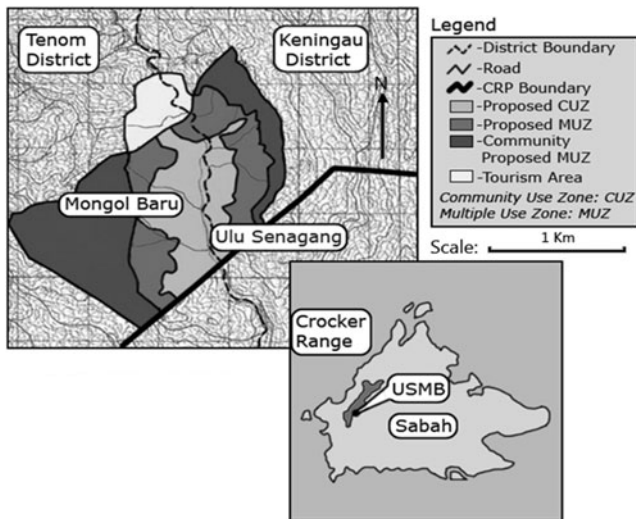 Tenom
District
Keningau
District
N
Mongol Baru
Ulu Senagang
Legend
-District Boundary
-Road
-CRP Boundary
-Proposed CUZ
-Proposed MUZ
-Community
Proposed MUZ
-Tourism Area
Community Use Zone: CUZ
Multiple Use Zone: MUZ
Scale:
1 Km
Crocker
Range
USMB
Sabah